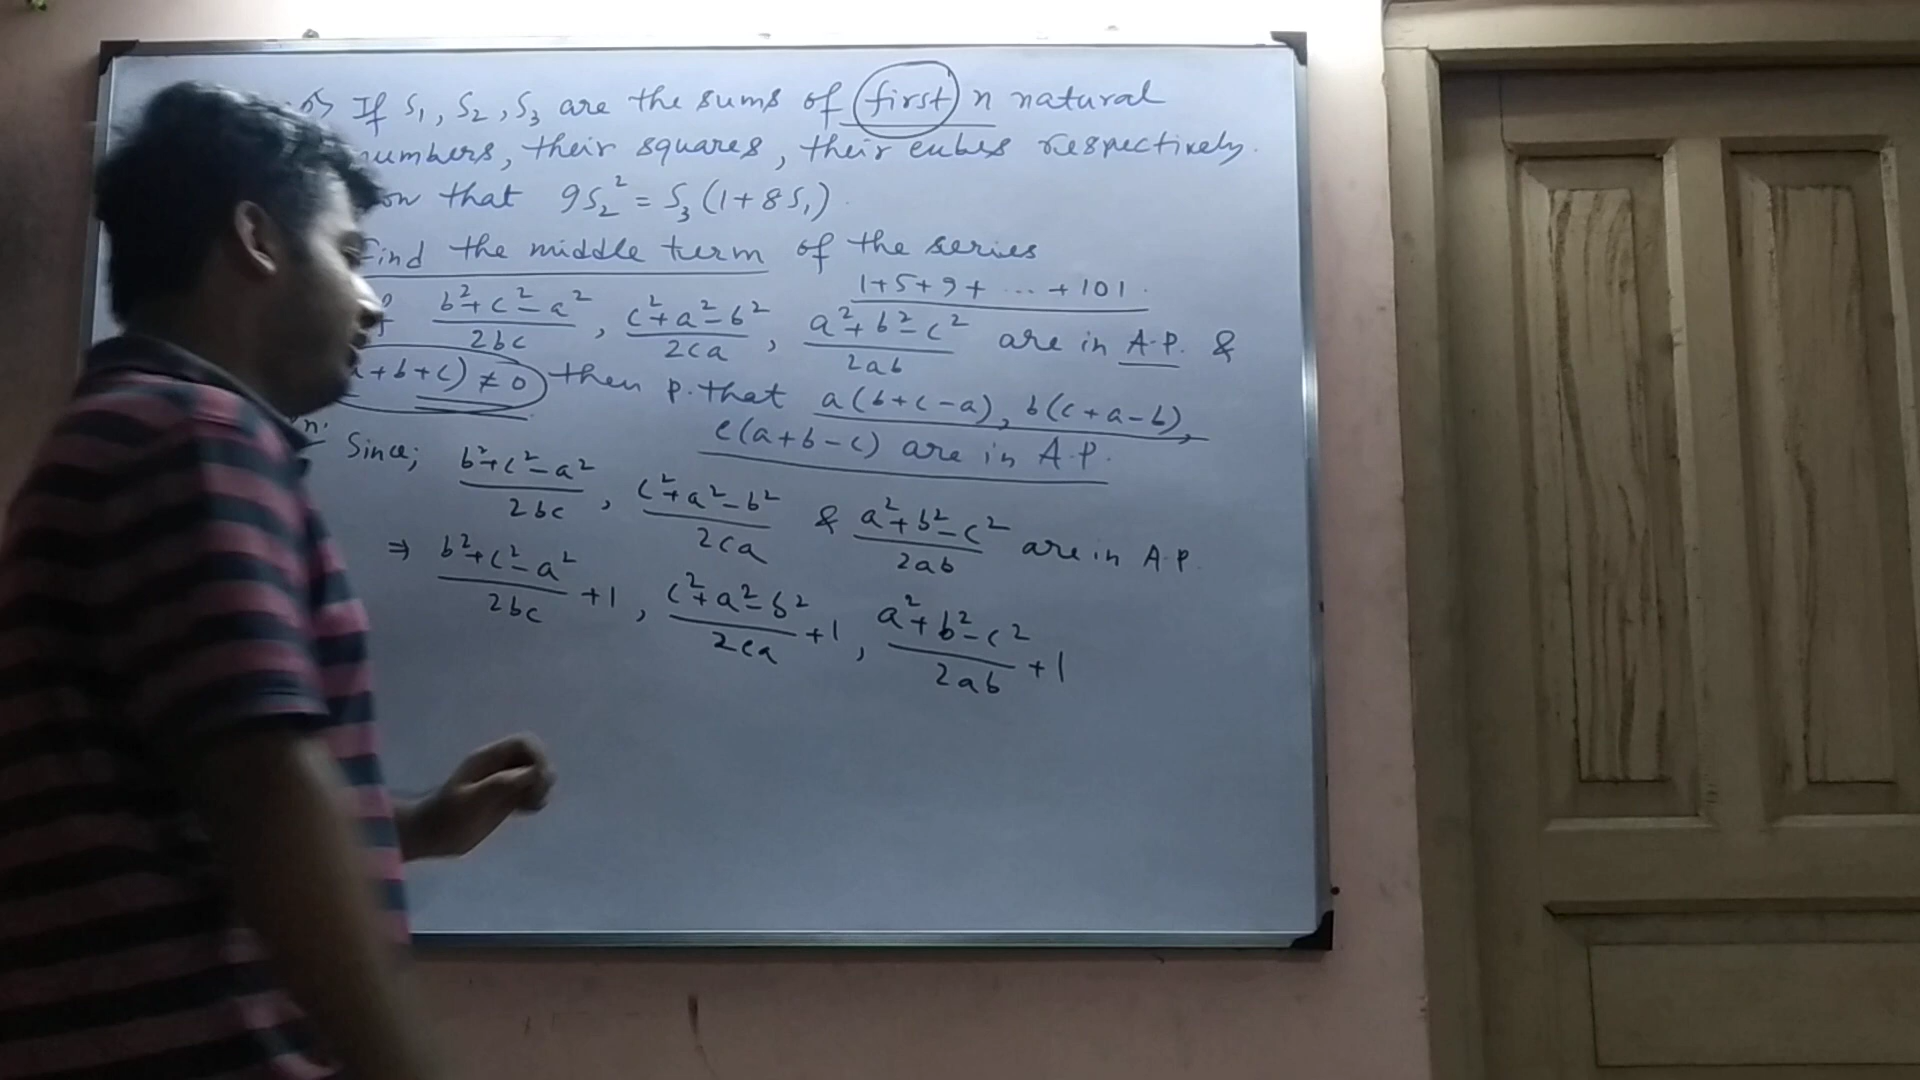 If S₁, S₂, S₃ are the sums of first n natural
numbers, their squares, their cubes respectively.
that 9S₂² = S₃(1+8S₁)
Find the middle term of the series
1+5+9+ ... +101.
b²+c²-a²/2bc, c²+a²-b²/2ca, a²+b²-c²/2ab are in A.P. &
+b+c) ≠ 0 then p. that a(b+c-a), b(c+a-b),
c(a+b-c) are in A.P.
Since; b²+c²-a²/2bc, c²+a²-b²/2ca & a²+b²-c²/2ab are in A.P.
⇒ b²+c²-a²/2bc +1, c²+a²-b²/2ca +1, a²+b²-c²/2ab +1